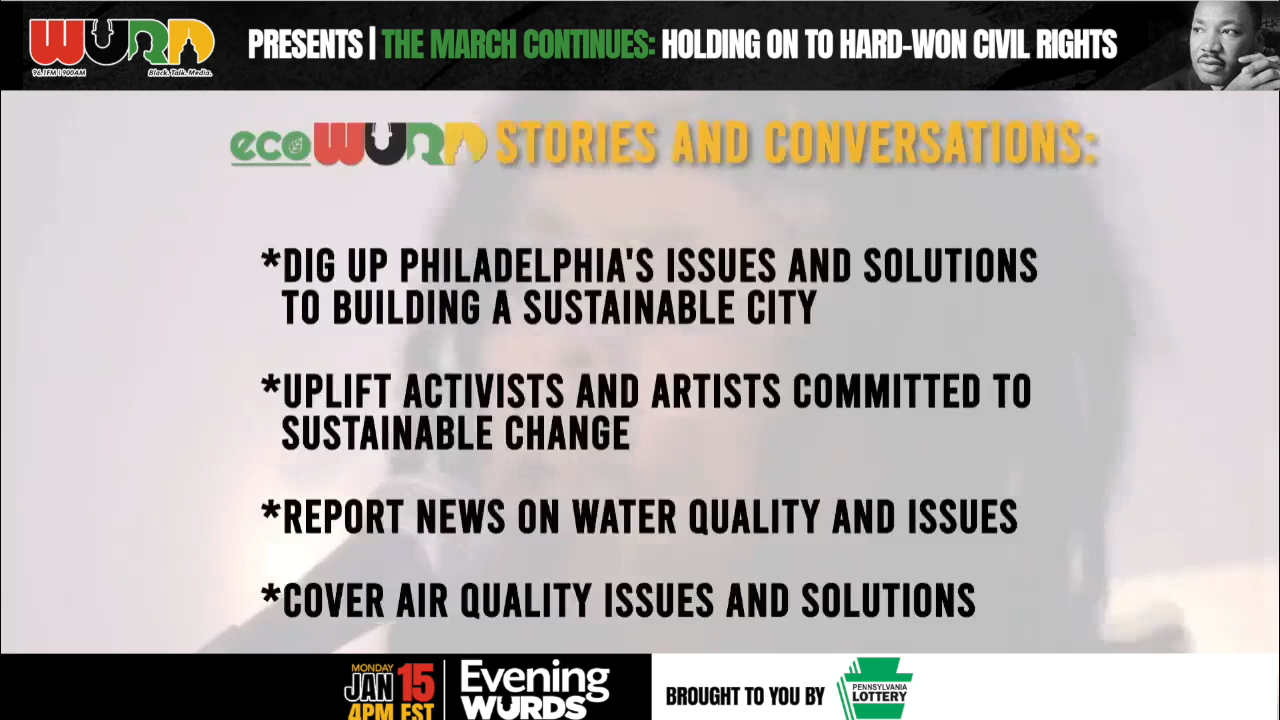 WURD PRESENTS | THE MARCH CONTINUES: HOLDING ON TO HARD-WON CIVIL RIGHTS
96.1FM | 900AM Black. Talk. Media.
ecoWURD STORIES AND CONVERSATIONS:
*DIG UP PHILADELPHIA'S ISSUES AND SOLUTIONS
TO BUILDING A SUSTAINABLE CITY
*UPLIFT ACTIVISTS AND ARTISTS COMMITTED TO
SUSTAINABLE CHANGE
*REPORT NEWS ON WATER QUALITY AND ISSUES
*COVER AIR QUALITY ISSUES AND SOLUTIONS
MONDAY
JAN 15
4PM EST
Evening
WURDS
BROUGHT TO YOU BY
PENNSYLVANIA
LOTTERY